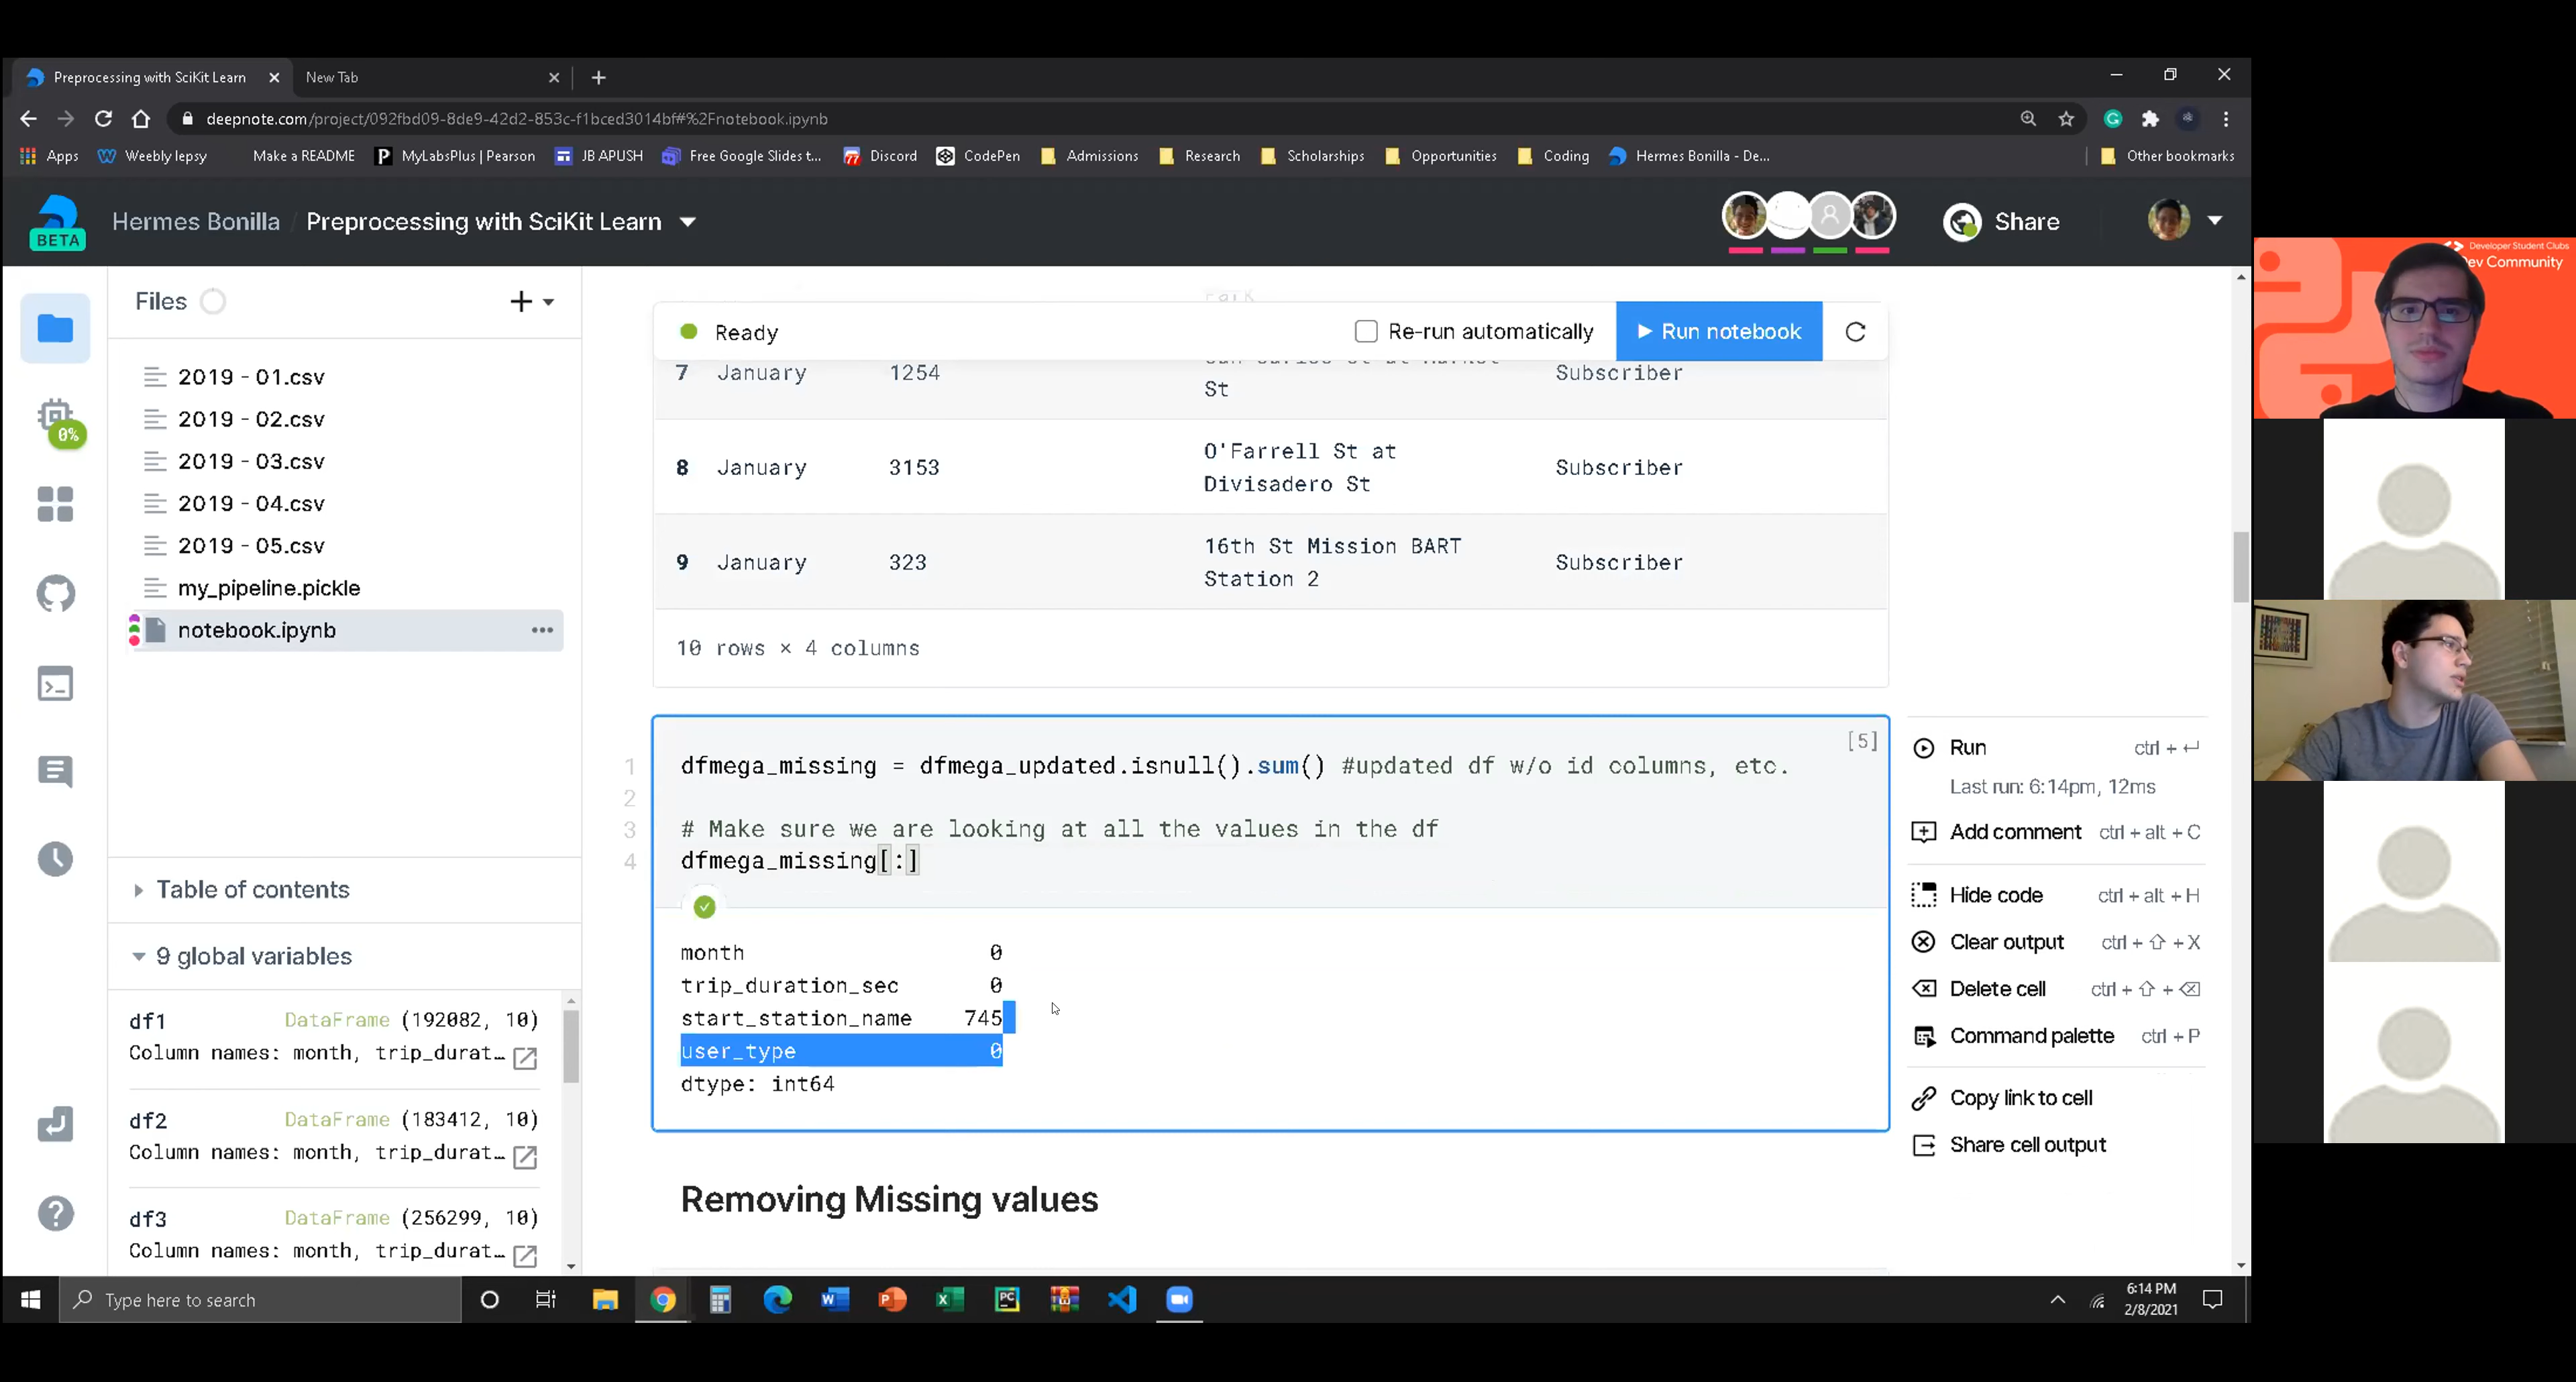 Preprocessing with SciKit Learn
New Tab
deepnote.com/project/092fbd09-8de9-42d2-853c-f1bced3014bf#%2Fnotebook.ipynb
Apps Weebly lepsy Make a README MyLabsPlus | Pearson JB APUSH Free Google Slides t... Discord CodePen Admissions Research Scholarships Opportunities Coding Hermes Bonilla - De... Other bookmarks
BETA
Hermes Bonilla / Preprocessing with SciKit Learn
Share
Developer Student Clubs
Dev Community
Files
2019 - 01.csv
2019 - 02.csv
2019 - 03.csv
2019 - 04.csv
2019 - 05.csv
my_pipeline.pickle
notebook.ipynb
0%
Table of contents
9 global variables
df1 DataFrame (192082, 10)
Column names: month, trip_durat…
df2 DataFrame (183412, 10)
Column names: month, trip_durat…
df3 DataFrame (256299, 10)
Column names: month, trip_durat…
Ready
Re-run automatically
Run notebook
7 January 1254 St Subscriber
8 January 3153 O'Farrell St at Subscriber
Divisadero St
9 January 323 16th St Mission BART Subscriber
Station 2
10 rows × 4 columns
[5]
1 dfmega_missing = dfmega_updated.isnull().sum() #updated df w/o id columns, etc.
2
3 # Make sure we are looking at all the values in the df
4 dfmega_missing[:]
month 0
trip_duration_sec 0
start_station_name 745
user_type 0
dtype: int64
Removing Missing values
Run ctrl + ↵
Last run: 6:14pm, 12ms
Add comment ctrl + alt + C
Hide code ctrl + alt + H
Clear output ctrl + ⇧ + X
Delete cell ctrl + ⇧ + ⌫
Command palette ctrl + P
Copy link to cell
Share cell output
Type here to search
6:14 PM
2/8/2021